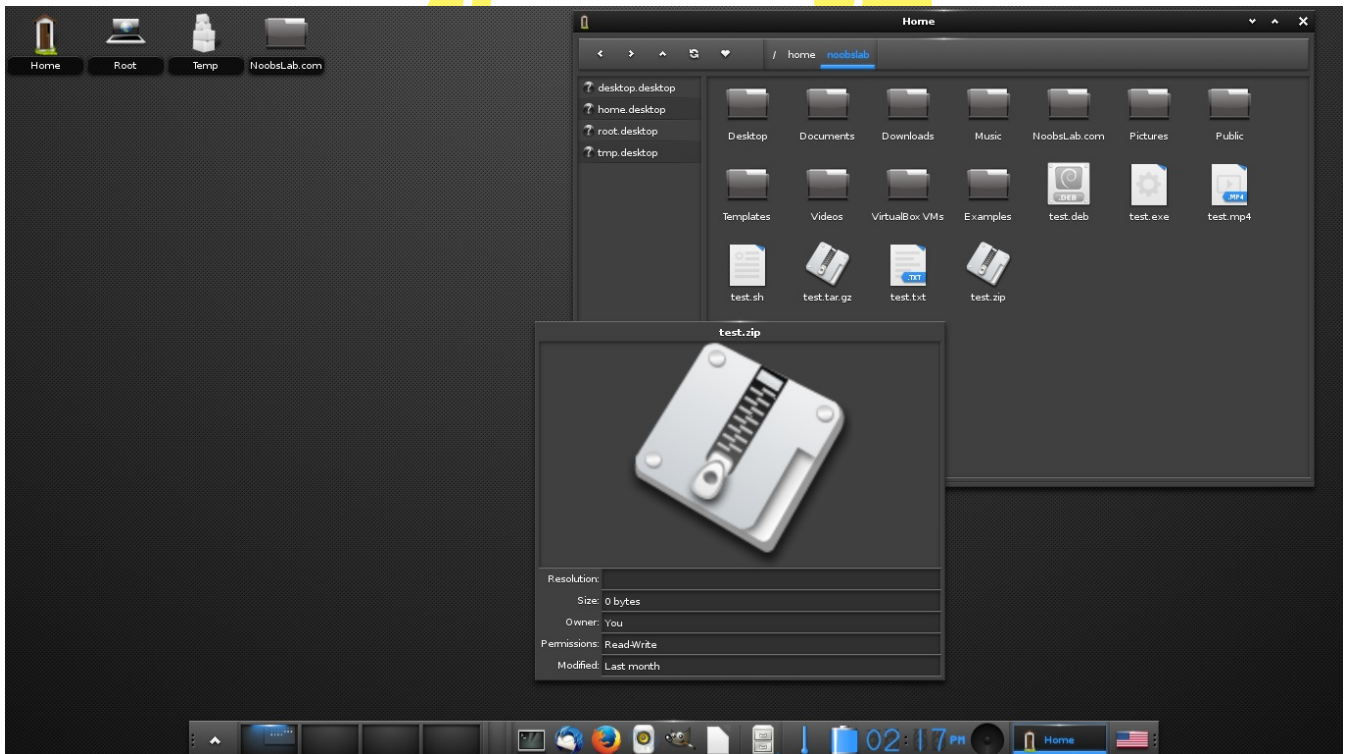 Home
Root
Temp
NoobsLab.com
Home
/ home noobslab
desktop.desktop
home.desktop
root.desktop
tmp.desktop
Desktop
Documents
Downloads
Music
NoobsLab.com
Pictures
Public
Templates
Videos
VirtualBox VMs
Examples
.DEB
test.deb
test.exe
.MP4
test.mp4
test.sh
test.tar.gz
.TXT
test.txt
test.zip
test.zip
Resolution:
Size: 0 bytes
Owner: You
Permissions: Read-Write
Modified: Last month
02:17 PM
Home